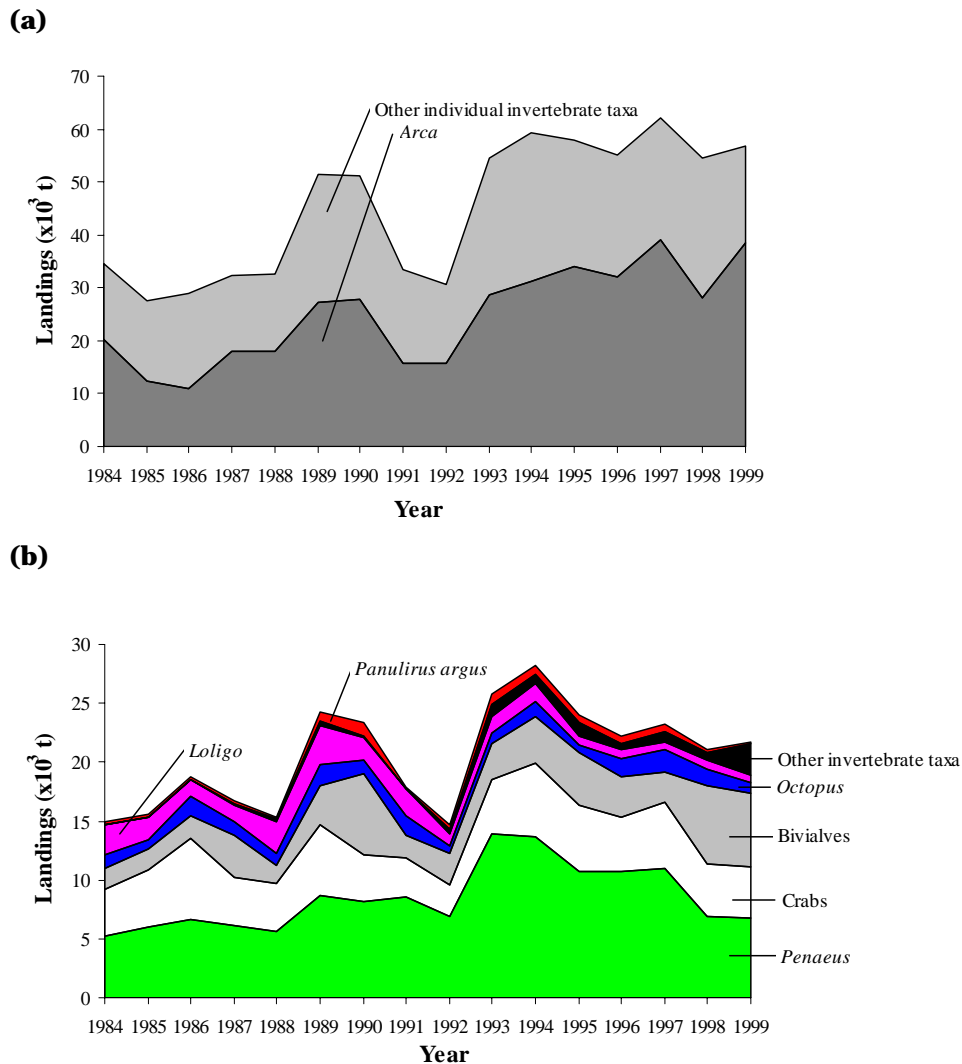 (a)
70
60
50
40
30
20
10
0
Landings (x10³ t)
Other individual invertebrate taxa
Arca
1984 1985 1986 1987 1988 1989 1990 1991 1992 1993 1994 1995 1996 1997 1998 1999
Year
(b)
30
25
20
15
10
5
0
Landings (x10³ t)
Panulirus argus
Loligo
Other invertebrate taxa
Octopus
Bivialves
Crabs
Penaeus
1984 1985 1986 1987 1988 1989 1990 1991 1992 1993 1994 1995 1996 1997 1998 1999
Year